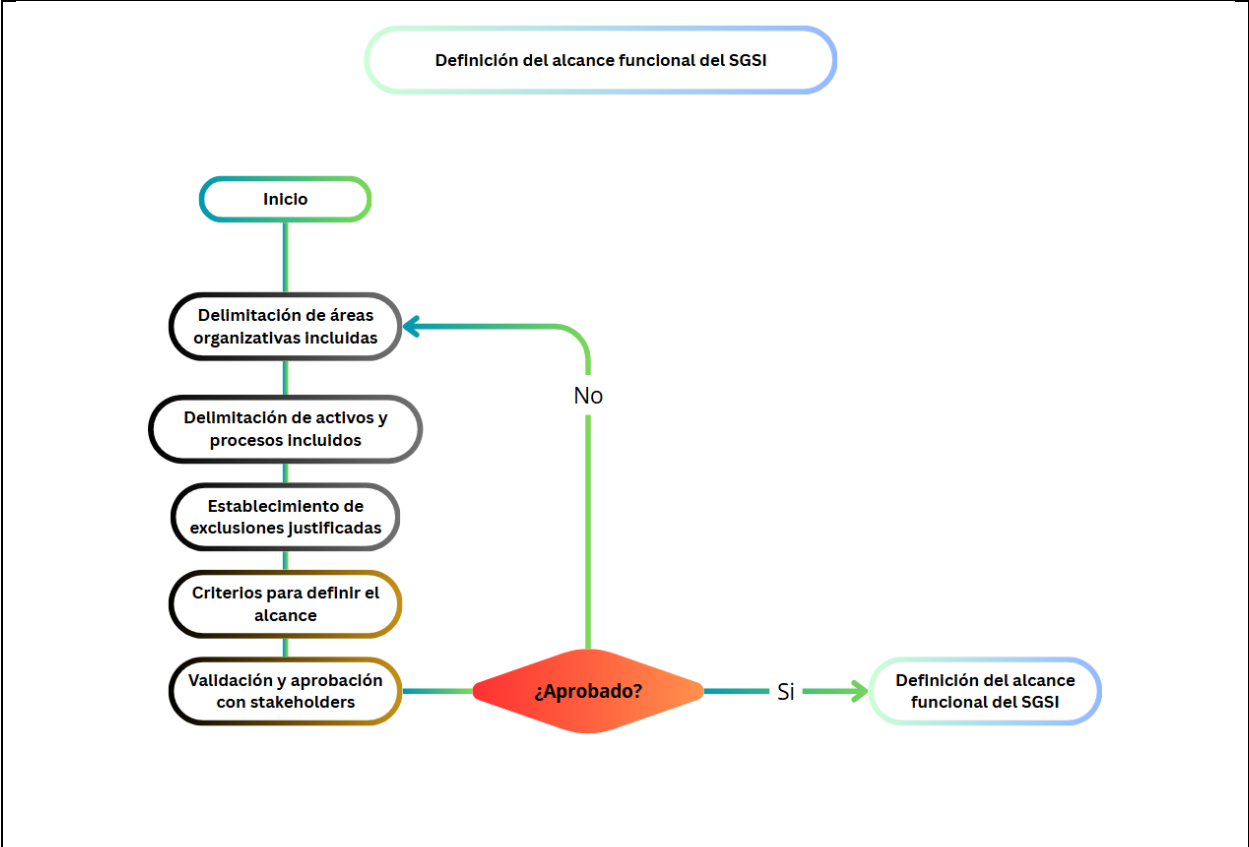 Definición del alcance funcional del SGSI
Inicio
Delimitación de áreas
organizativas incluidas
No
Delimitación de activos y
procesos incluidos
Establecimiento de
exclusiones justificadas
Criterios para definir el
alcance
Validación y aprobación
con stakeholders
¿Aprobado?
Si
Definición del alcance
funcional del SGSI